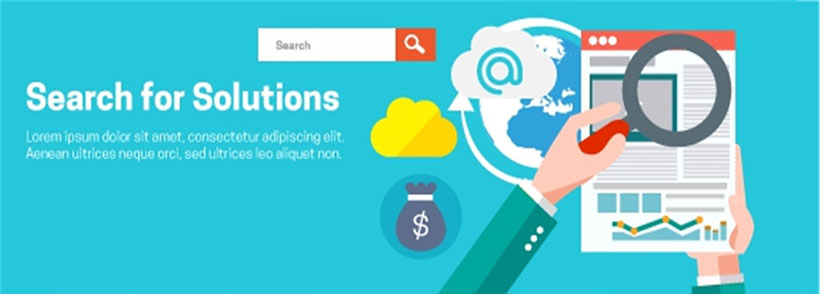 Search
Search for Solutions
Lorem ipsum dolor sit amet, consectetur adipiscing elit.
Aenean ultrices neque orci, sed ultrices leo aliquet non.
@
$